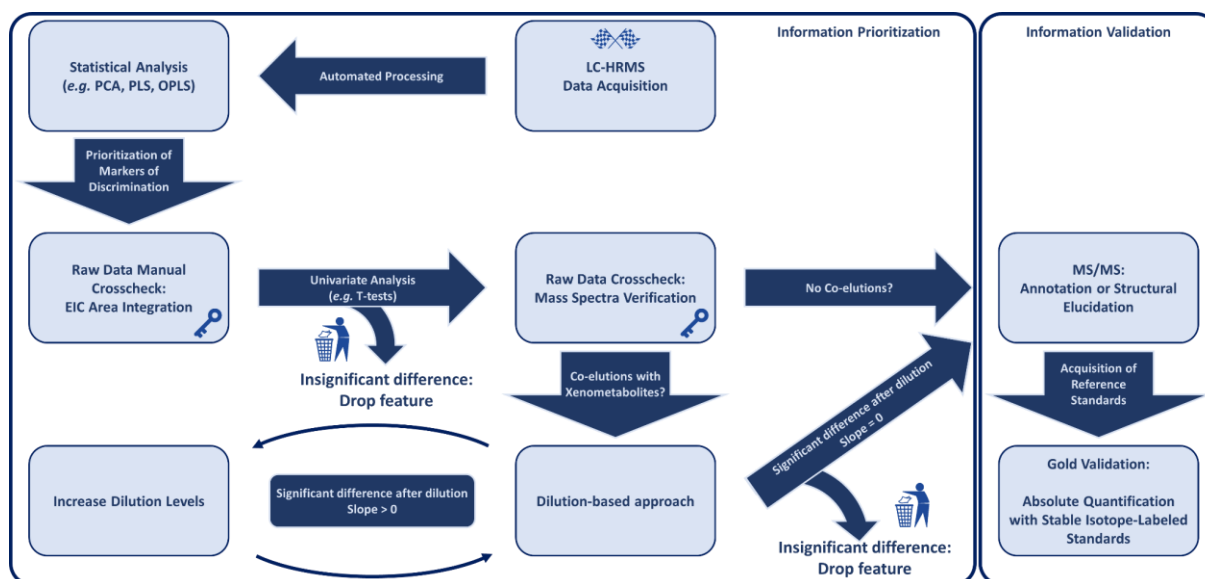 Information Prioritization
Information Validation
Statistical Analysis
(e.g. PCA, PLS, OPLS)
Automated Processing
LC-HRMS
Data Acquisition
Prioritization of
Markers of
Discrimination
Raw Data Manual
Crosscheck:
EIC Area Integration
Univariate Analysis
(e.g. T-tests)
Insignificant difference:
Drop feature
Raw Data Crosscheck:
Mass Spectra Verification
No Co-elutions?
MS/MS:
Annotation or Structural
Elucidation
Co-elutions with
Xenometabolites?
Acquisition of
Reference
Standards
Increase Dilution Levels
Significant difference after dilution
Slope > 0
Dilution-based approach
Significant difference after dilution
Slope = 0
Insignificant difference:
Drop feature
Gold Validation:
Absolute Quantification
with Stable Isotope-Labeled
Standards